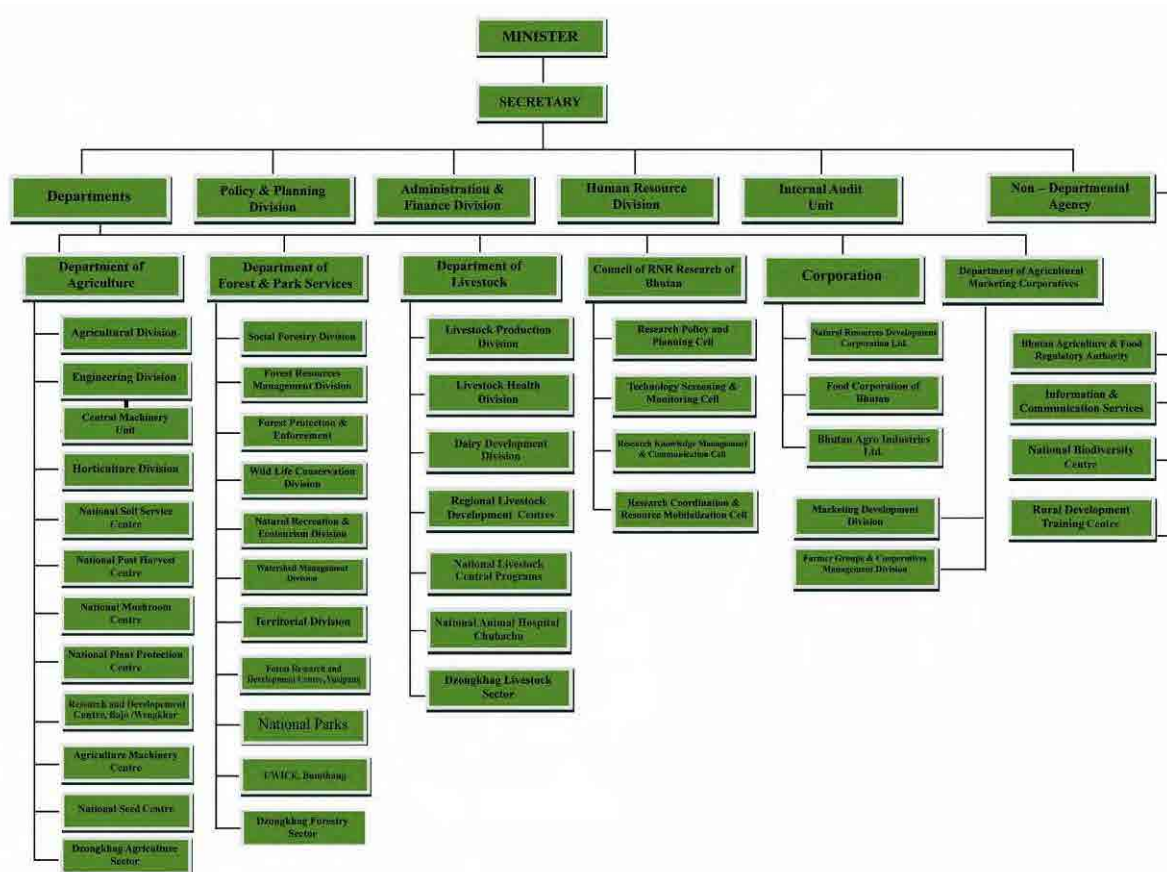 MINISTER
SECRETARY
Departments
Policy & Planning
Division
Administration &
Finance Division
Human Resource
Division
Internal Audit
Unit
Non – Departmental
Agency
Department of
Agriculture
Department of
Forest & Park Services
Department of
Livestock
Council of RNR Research of
Bhutan
Corporation
Department of Agricultural
Marketing Corporatives
Agricultural Division
Engineering Division
Central Machinery
Unit
Horticulture Division
National Soil Service
Centre
National Post Harvest
Centre
National Mushroom
Centre
National Plant Protection
Centre
Research and Developement
Centre, Bajo /Wengkhar
Agriculture Machinery
Centre
National Seed Centre
Dzongkhag Agriculture
Sector
Social Forestry Division
Forest Resources
Management Division
Forest Protection &
Enforcement
Wild Life Conservation
Division
Natural Recreation &
Ecotourism Division
Watershed Management
Division
Territorial Division
Forest Research and
Development Centre, Yusipang
National Parks
UWICE, Bumthang
Dzongkhag Forestry
Sector
Livestock Production
Division
Livestock Health
Division
Dairy Development
Division
Regional Livestock
Development Centres
National Livestock
Central Programs
National Animal Hospital
Chubachu
Dzongkhag Livestock
Sector
Research Policy and
Planning Cell
Technology Screening &
Monitoring Cell
Research Knowledge Management
& Communication Cell
Research Coordination &
Resource Mobilization Cell
Natural Resources Development
Corporation Ltd.
Food Corporation of
Bhutan
Bhutan Agro Industries
Ltd.
Marketing Development
Division
Farmer Groups & Cooperatives
Management Division
Bhutan Agriculture & Food
Regulatory Authority
Information &
Communication Services
National Biodiversity
Centre
Rural Development
Training Centre